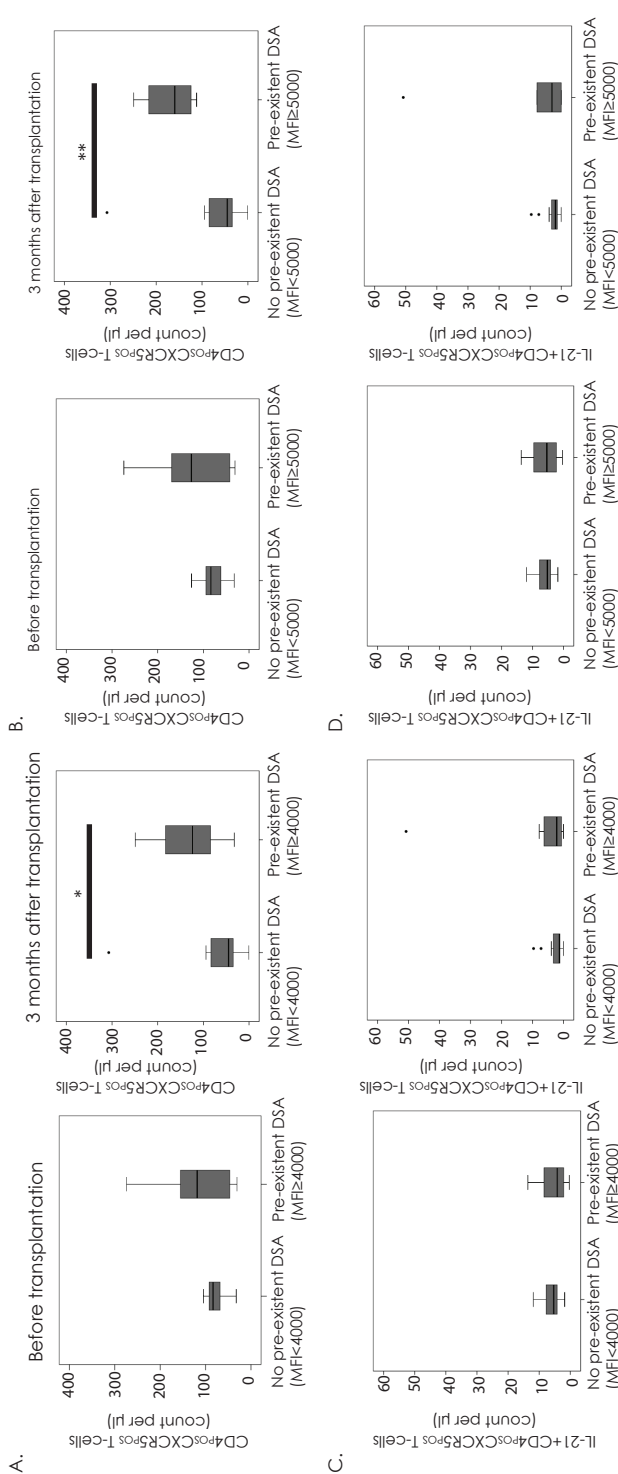 A.
Before transplantation
CD4posCXCR5pos T-cells
(count per µl)
400
300
200
100
0
No pre-existent DSA
(MFI<4000)
Pre-existent DSA
(MFI≥4000)
3 months after transplantation
CD4posCXCR5pos T-cells
(count per µl)
400
300
200
100
0
*
No pre-existent DSA
(MFI<4000)
Pre-existent DSA
(MFI≥4000)
B.
Before transplantation
CD4posCXCR5pos T-cells
(count per µl)
400
300
200
100
0
No pre-existent DSA
(MFI<5000)
Pre-existent DSA
(MFI≥5000)
3 months after transplantation
CD4posCXCR5pos T-cells
(count per µl)
400
300
200
100
0
**
No pre-existent DSA
(MFI<5000)
Pre-existent DSA
(MFI≥5000)
C.
IL-21+CD4posCXCR5pos T-cells
(count per µl)
60
50
40
30
20
10
0
No pre-existent DSA
(MFI<4000)
Pre-existent DSA
(MFI≥4000)
IL-21+CD4posCXCR5pos T-cells
(count per µl)
60
50
40
30
20
10
0
No pre-existent DSA
(MFI<4000)
Pre-existent DSA
(MFI≥4000)
D.
IL-21+CD4posCXCR5pos T-cells
(count per µl)
60
50
40
30
20
10
0
No pre-existent DSA
(MFI<5000)
Pre-existent DSA
(MFI≥5000)
IL-21+CD4posCXCR5pos T-cells
(count per µl)
60
50
40
30
20
10
0
No pre-existent DSA
(MFI<5000)
Pre-existent DSA
(MFI≥5000)